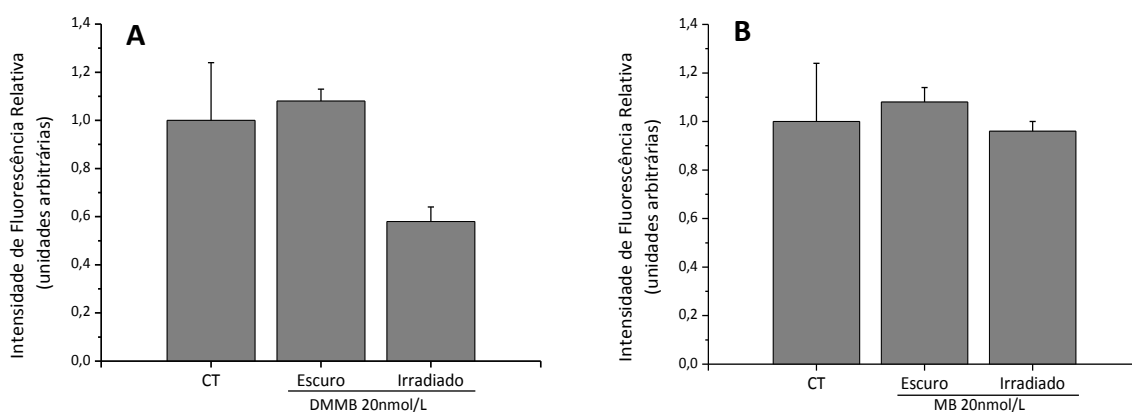 A
Intensidade de Fluorescência Relativa
(unidades arbitrárias)
1,4
1,2
1,0
0,8
0,6
0,4
0,2
0,0
CT
Escuro
Irradiado
DMMB 20nmol/L
B
Intensidade de Fluorescência Relativa
(unidades arbitrárias)
1,4
1,2
1,0
0,8
0,6
0,4
0,2
0,0
CT
Escuro
Irradiado
MB 20nmol/L